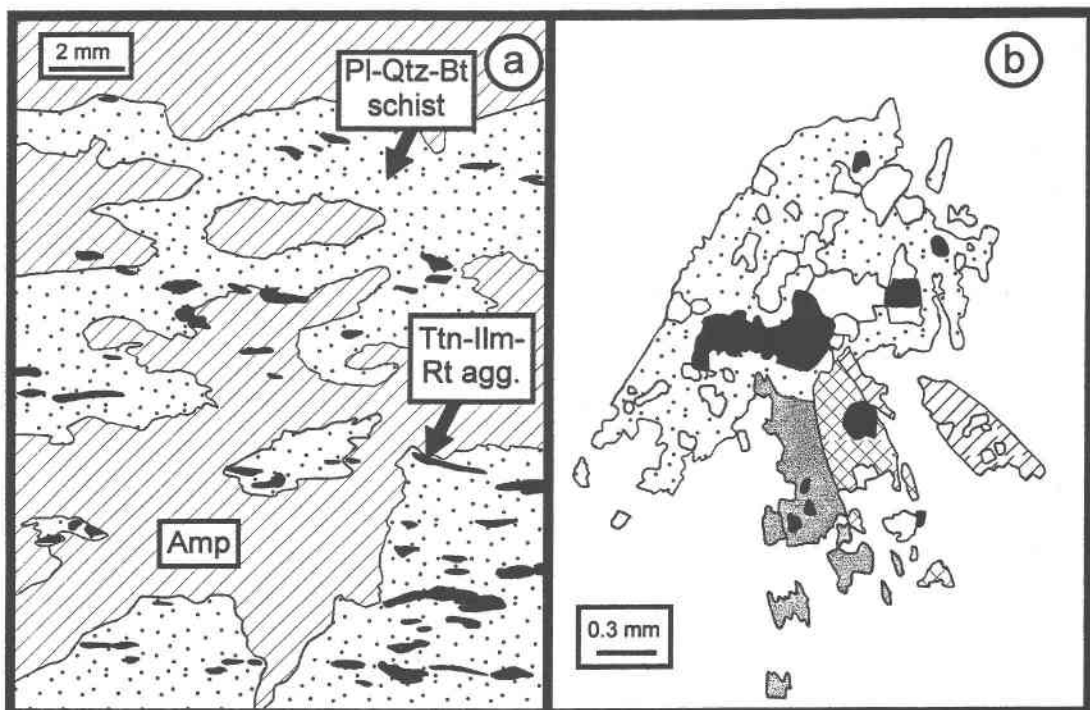 2 mm
a
Pl-Qtz-Bt
schist
Ttn-Ilm-
Rt agg.
Amp
b
0.3 mm